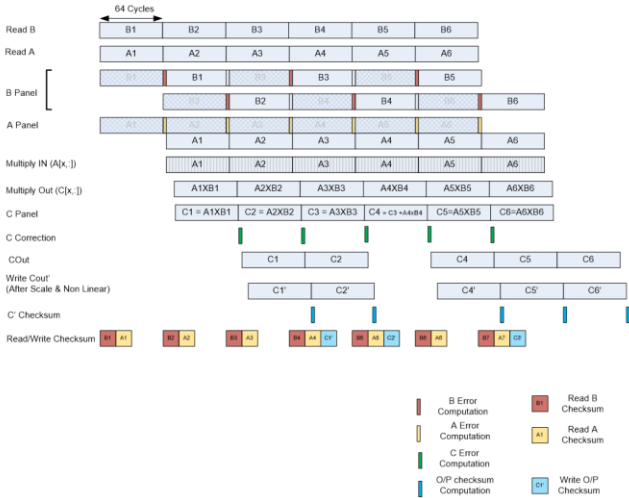 64 Cycles
Read B B1 B2 B3 B4 B5 B6
Read A A1 A2 A3 A4 A5 A6
B1 B1 B3 B3 B5 B5
B Panel
B2 B2 B4 B4 B6 B6
A Panel A1 A2 A3 A4 A5 A6
A1 A2 A3 A4 A5 A6
Multiply IN (A[x,:]) A1 A2 A3 A4 A5 A6
Multiply Out (C[x,:]) A1XB1 A2XB2 A3XB3 A4XB4 A5XB5 A6XB6
C Panel C1 = A1XB1 C2 = A2XB2 C3 = A3XB3 C4 = C3 +A4xB4 C5=A5XB5 C6=A6XB6
C Correction
COut C1 C2 C4 C5 C6
Write Cout'
(After Scale & Non Linear) C1' C2' C4' C5' C6'
C' Checksum
Read/Write Checksum B1 A1 B2 A2 B3 A3 B4 A4 C1' A5 C2' A6 B7 A7
B Error
Computation
B1
Read B
Checksum
A Error
Computation
A1
Read A
Checksum
C Error
Computation
O/P checksum
Computation
C1'
Write O/P
Checksum